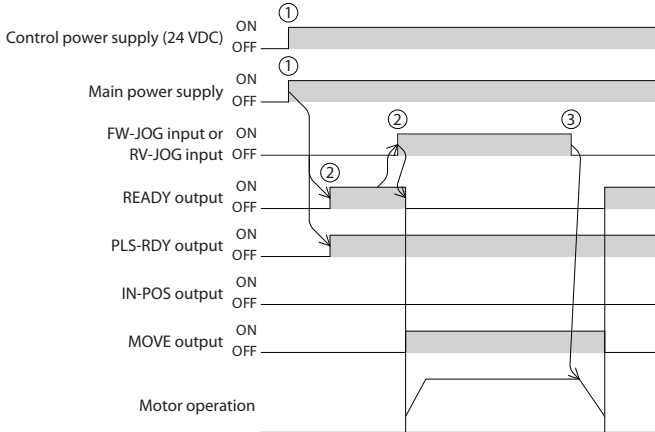 ①
Control power supply (24 VDC) ON
OFF
①
Main power supply ON
OFF
② ③
FW-JOG input or ON
RV-JOG input OFF
②
READY output ON
OFF
PLS-RDY output ON
OFF
IN-POS output ON
OFF
MOVE output ON
OFF
Motor operation